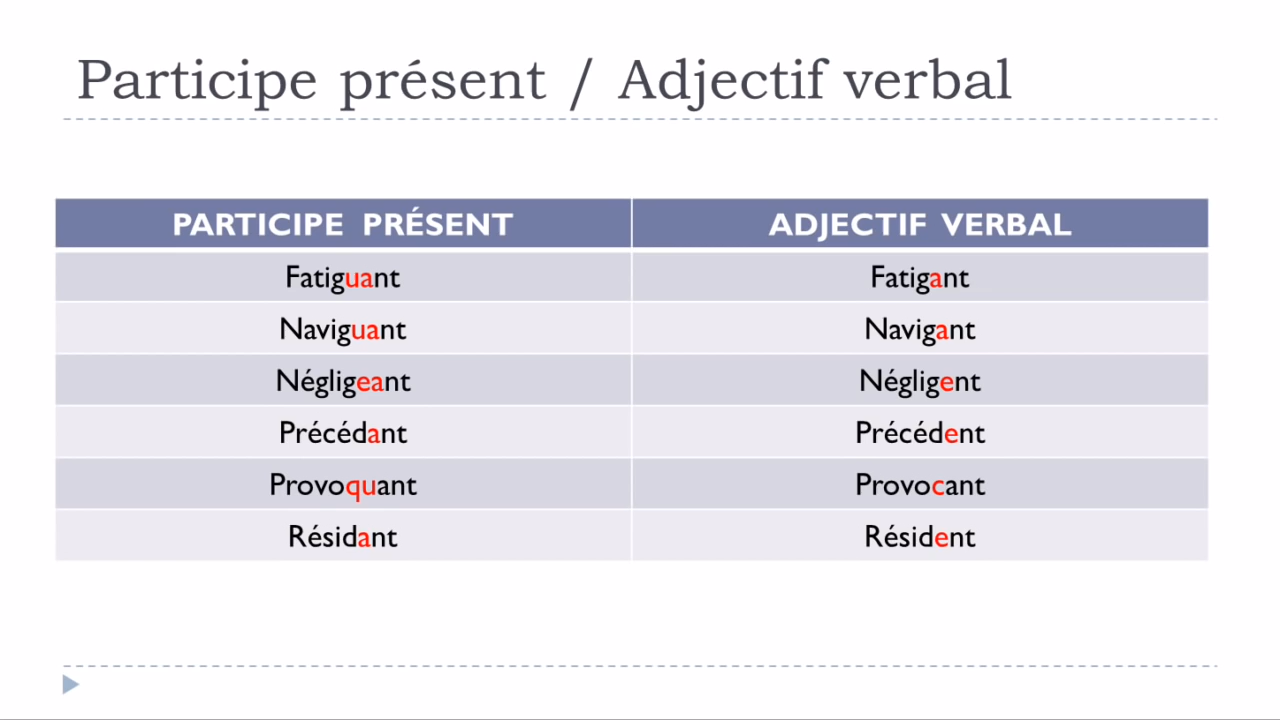 Participe présent / Adjectif verbal
PARTICIPE PRÉSENT ADJECTIF VERBAL
Fatiguant Fatigant
Naviguant Navigant
Négligeant Négligent
Précédant Précédent
Provoquant Provocant
Résidant Résident